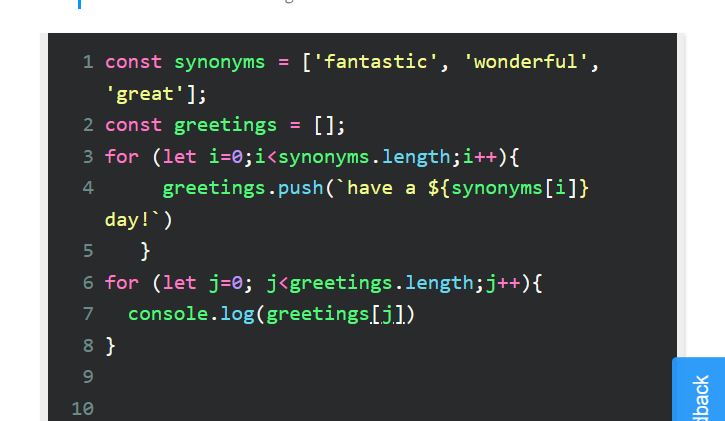 1 const synonyms = ['fantastic', 'wonderful',
'great'];
2 const greetings = [];
3 for (let i=0;i<synonyms.length;i++){
4 greetings.push(`have a ${synonyms[i]}
day!`)
5 }
6 for (let j=0; j<greetings.length;j++){
7 console.log(greetings[j])
8 }
9
10
dback